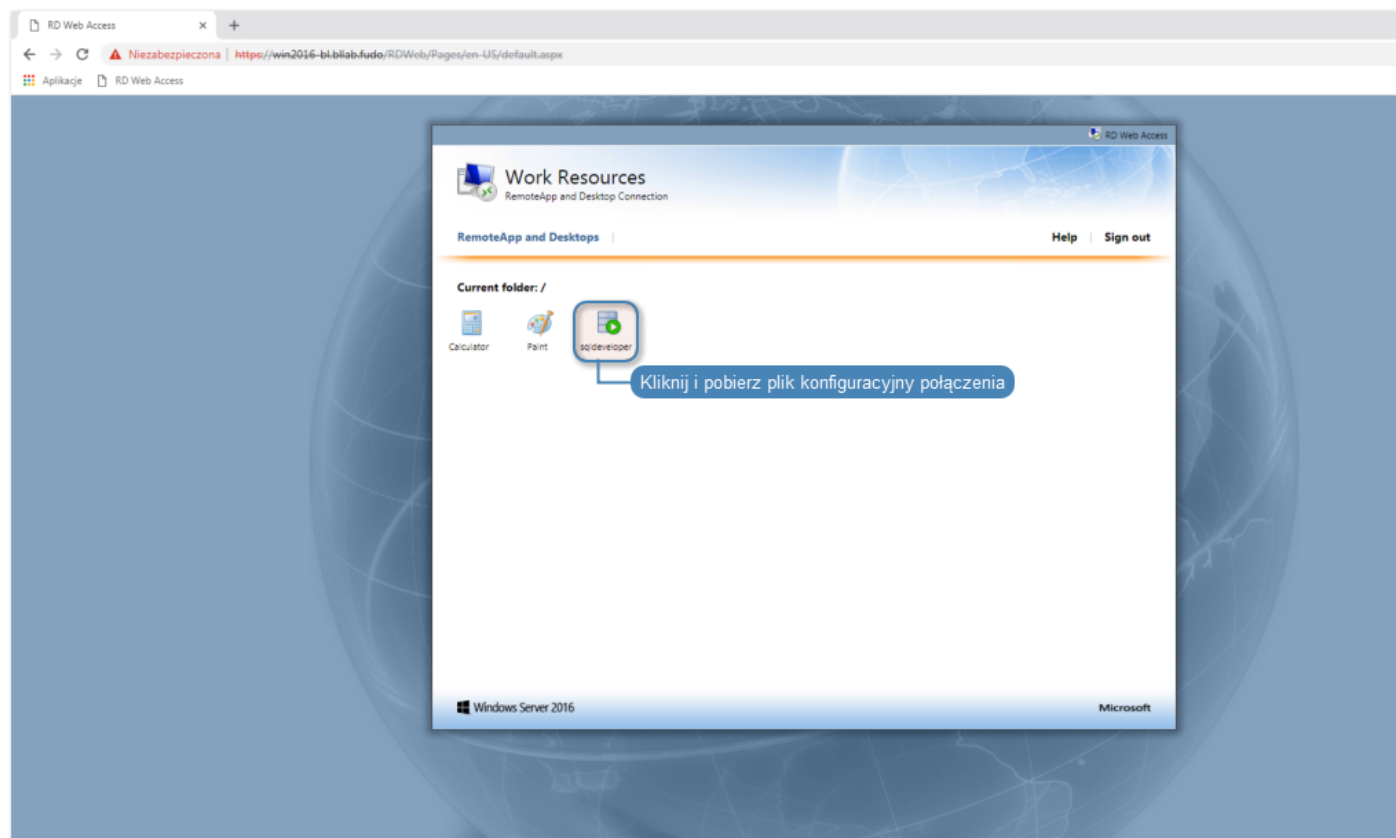 RD Web Access
Niezabezpieczona | https://win2016-bl.bllab.fudo/RDWeb/Pages/en-US/default.aspx
Aplikacje RD Web Access
RD Web Access
Work Resources
RemoteApp and Desktop Connection
RemoteApp and Desktops | Help | Sign out
Current folder: /
Calculator Paint sqldeveloper
Kliknij i pobierz plik konfiguracyjny połączenia
Windows Server 2016 Microsoft